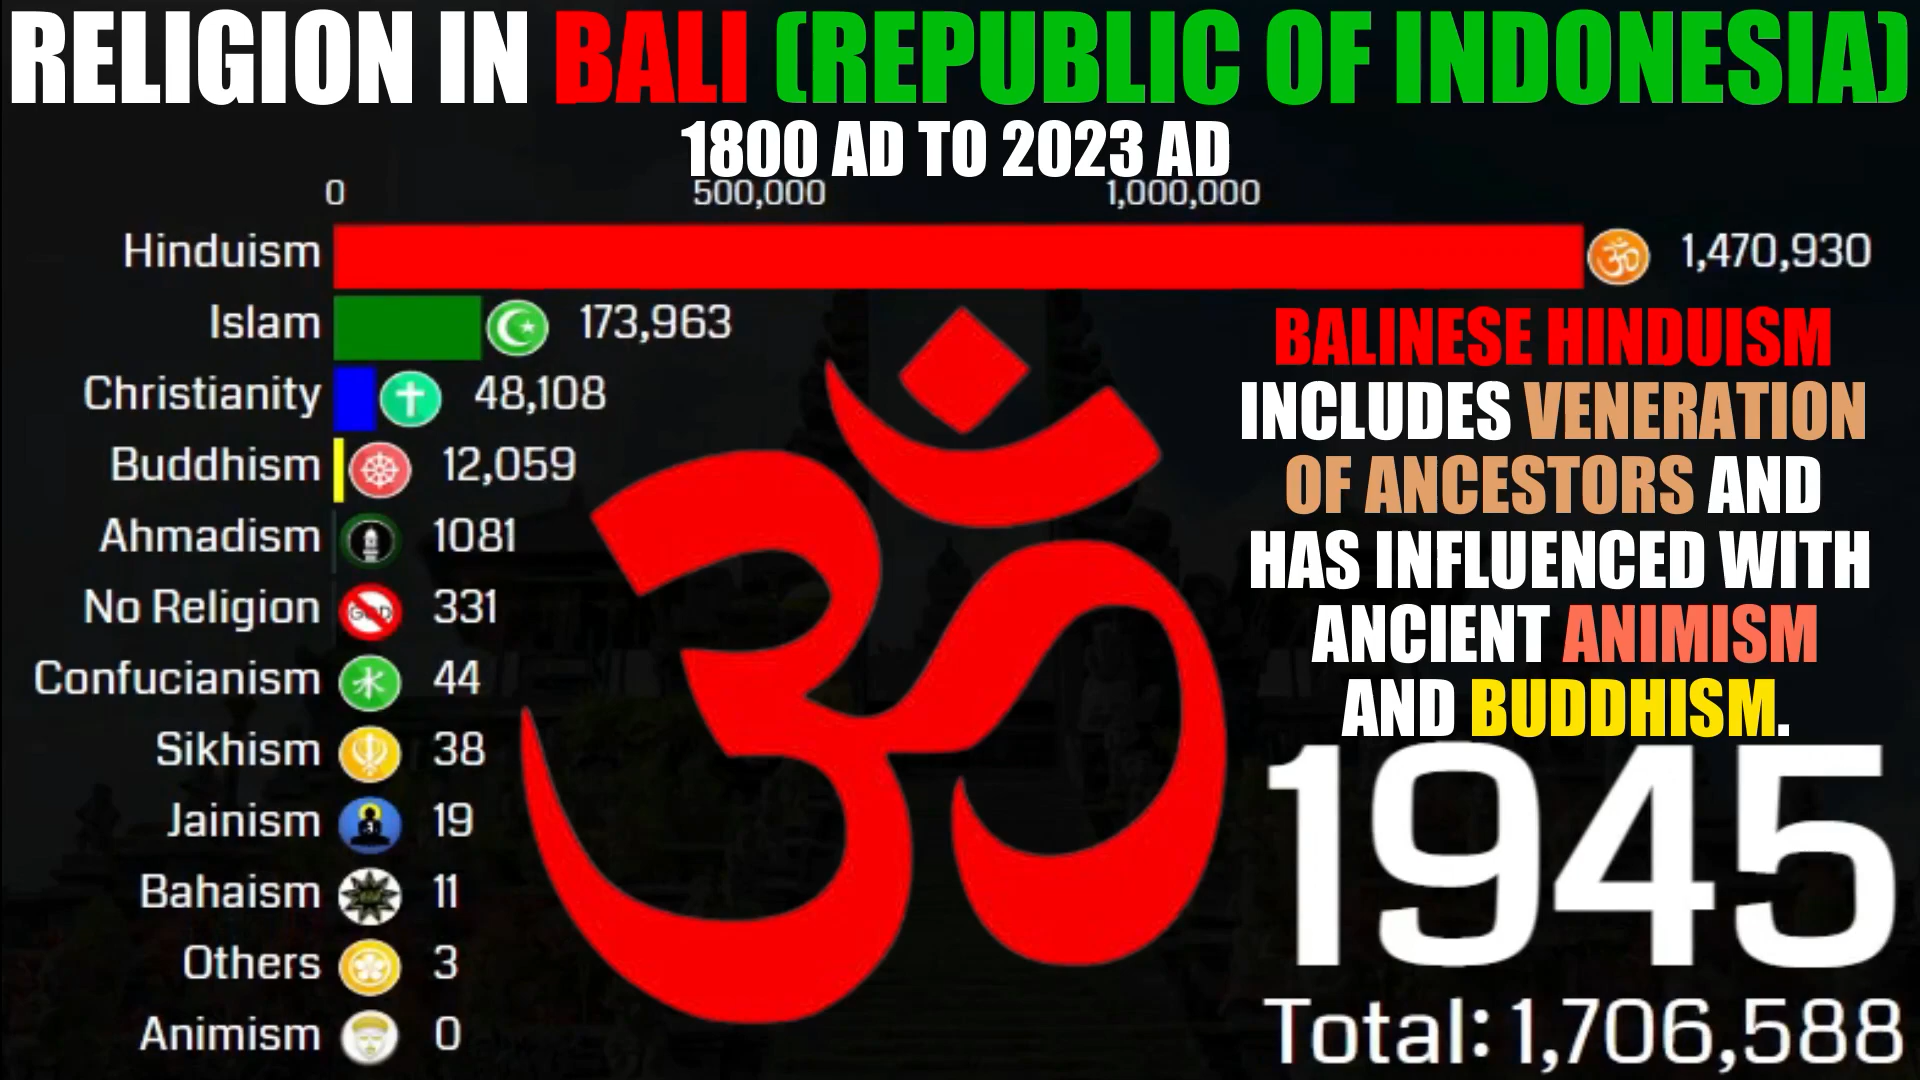 RELIGION IN BALI (REPUBLIC OF INDONESIA)
1800 AD TO 2023 AD
0 500,000 1,000,000
Hinduism ॐ 1,470,930
Islam 173,963
Christianity 48,108
Buddhism 12,059
Ahmadism 1081
No Religion GOD 331
Confucianism 44
Sikhism 38
Jainism 19
Bahaism 11
Others 3
Animism 0
ॐ
BALINESE HINDUISM
INCLUDES VENERATION
OF ANCESTORS AND
HAS INFLUENCED WITH
ANCIENT ANIMISM
AND BUDDHISM.
1945
Total: 1,706,588